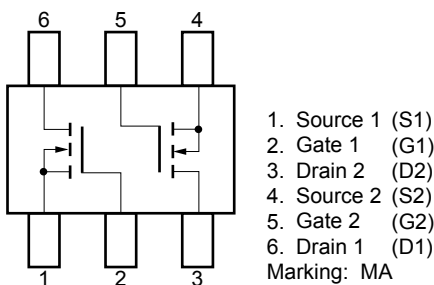 6 5 4
1. Source 1 (S1)
2. Gate 1 (G1)
3. Drain 2 (D2)
4. Source 2 (S2)
5. Gate 2 (G2)
6. Drain 1 (D1)
Marking: MA
1 2 3